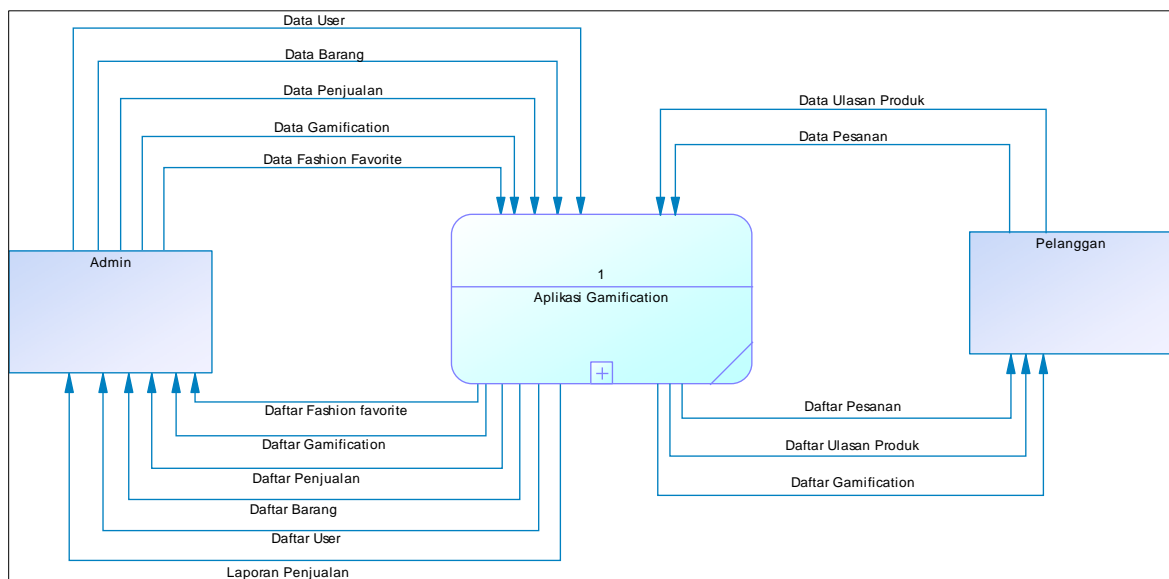 Data User
Data Barang
Data Penjualan
Data Gamification
Data Fashion Favorite
Data Ulasan Produk
Data Pesanan
Admin
1
Aplikasi Gamification
Pelanggan
Daftar Fashion favorite
Daftar Gamification
Daftar Penjualan
Daftar Barang
Daftar User
Laporan Penjualan
Daftar Pesanan
Daftar Ulasan Produk
Daftar Gamification